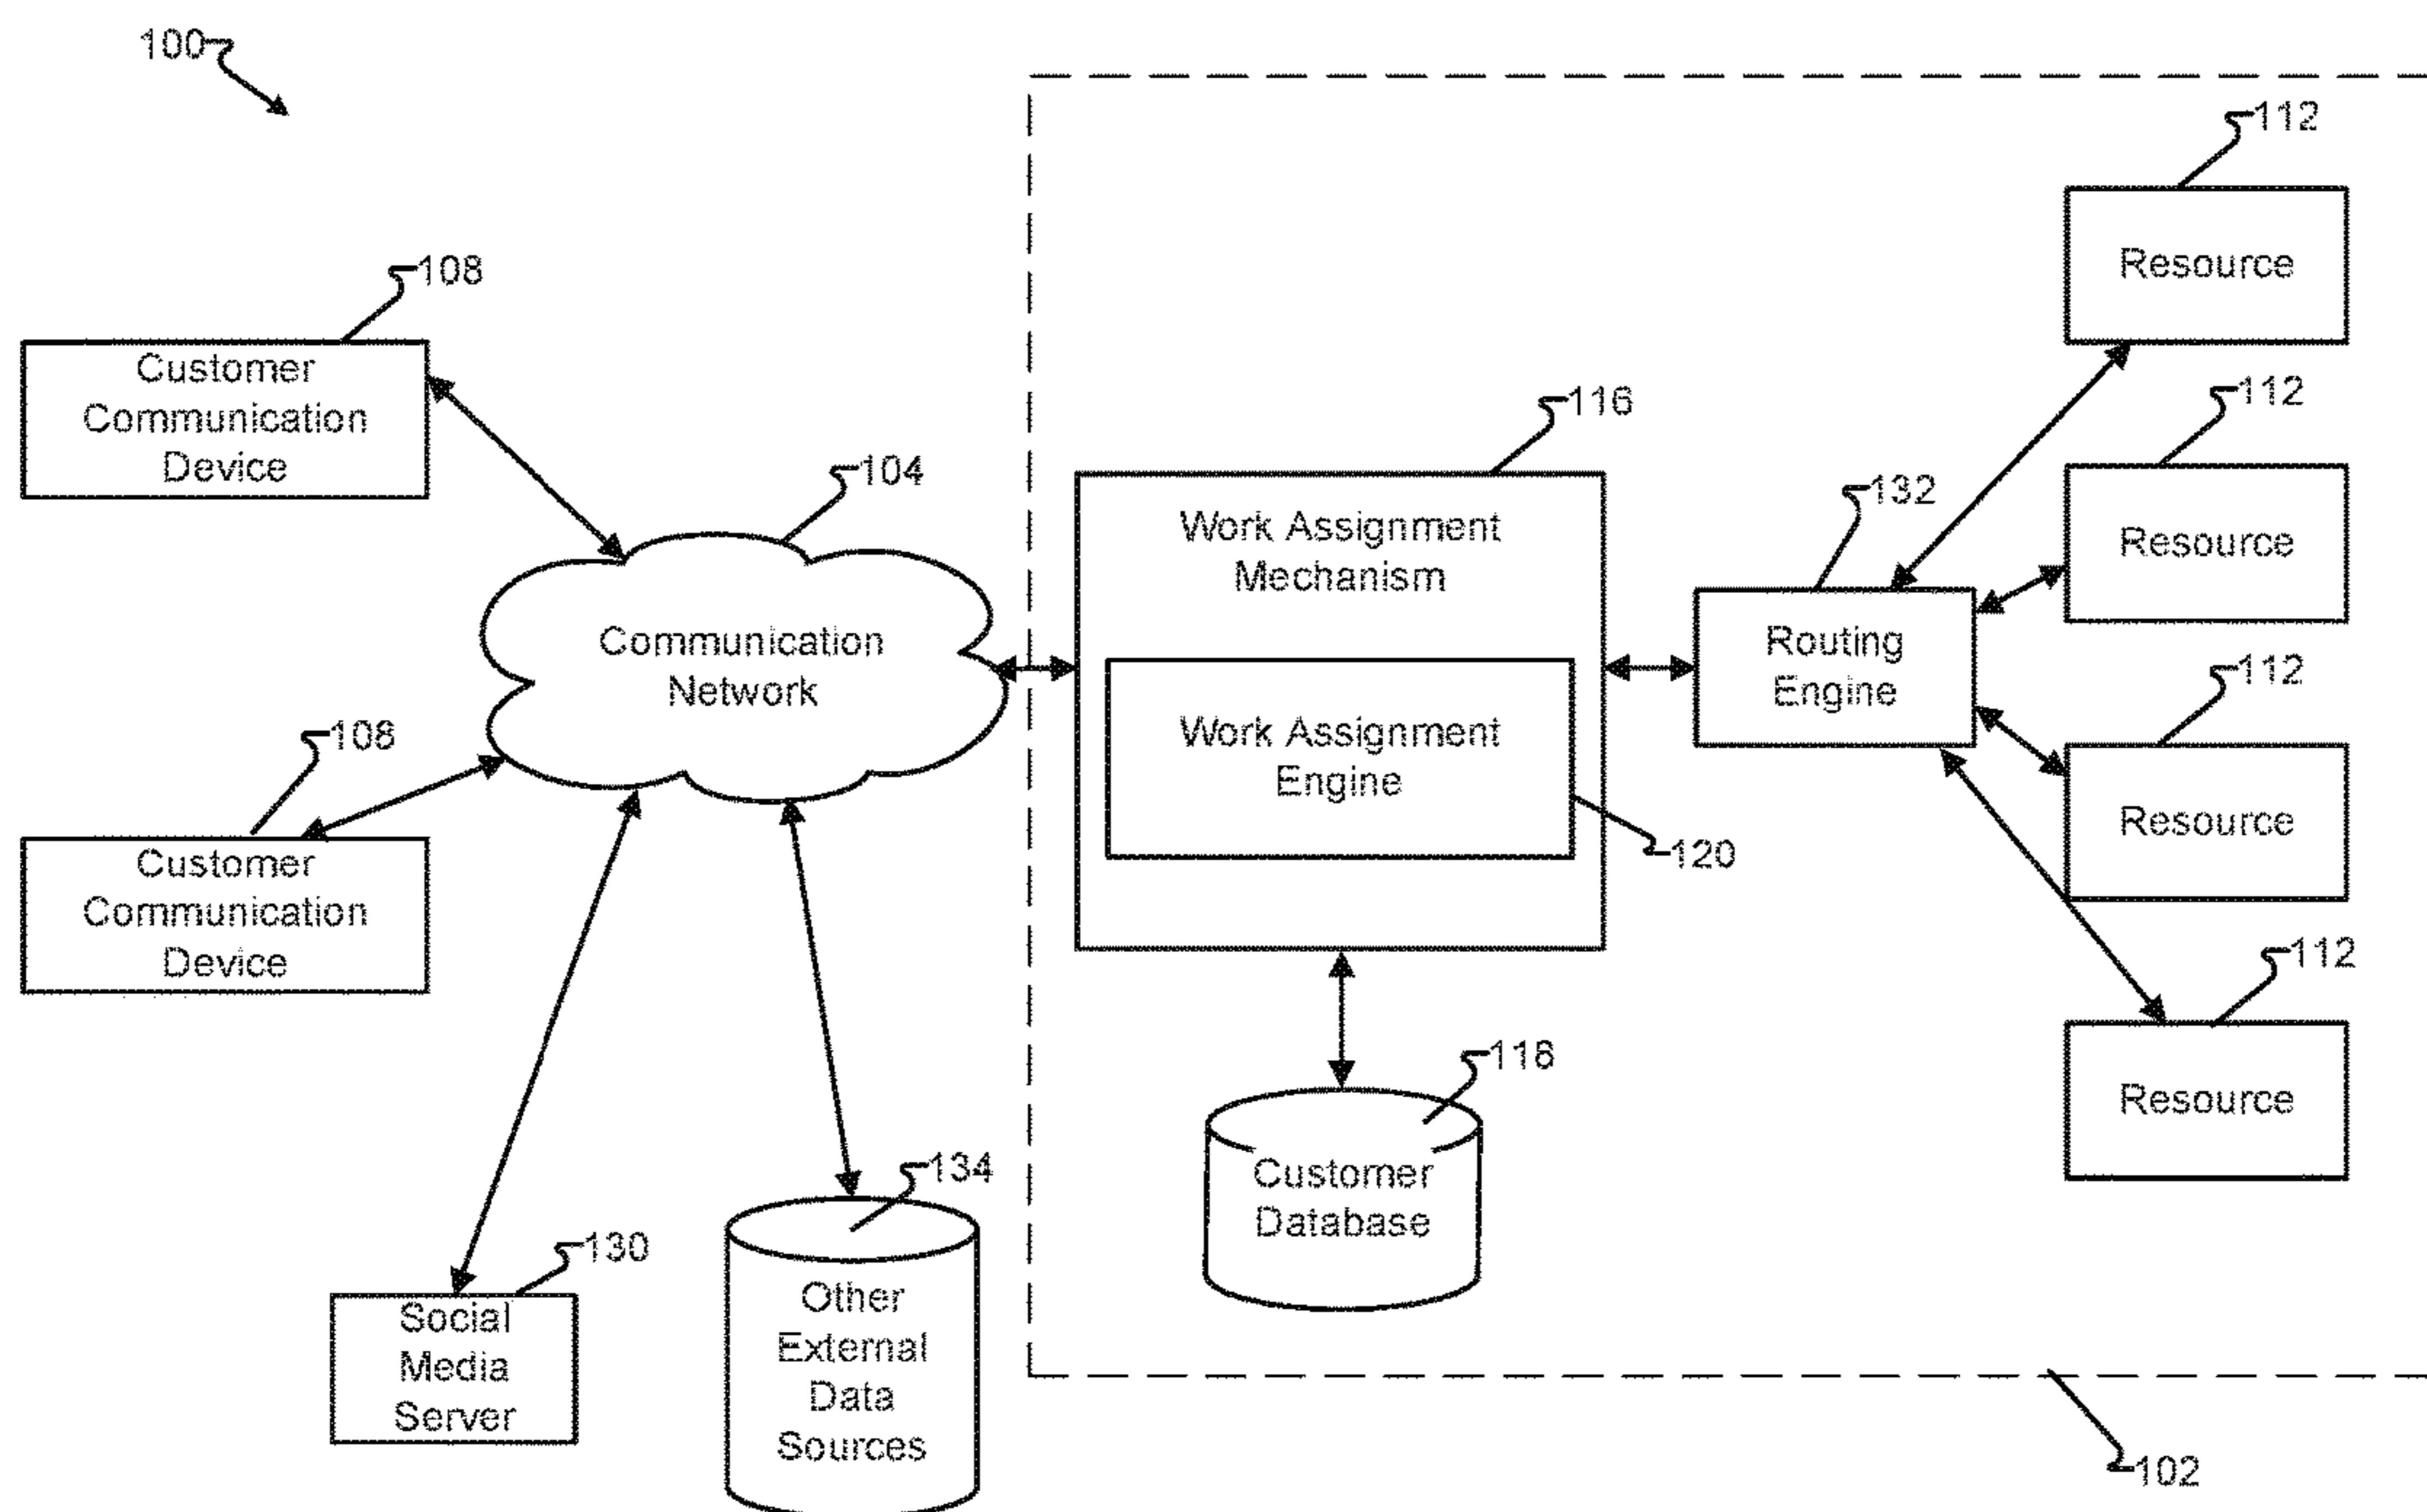 100
112
Resource
108
Customer
Communication
Device
104
Communication
Network
108
Customer
Communication
Device
130
Social
Media
Server
134
Other
External
Data
Sources
116
Work Assignment
Mechanism
Work Assignment
Engine
120
118
Customer
Database
132
Routing
Engine
112
Resource
112
Resource
112
Resource
102